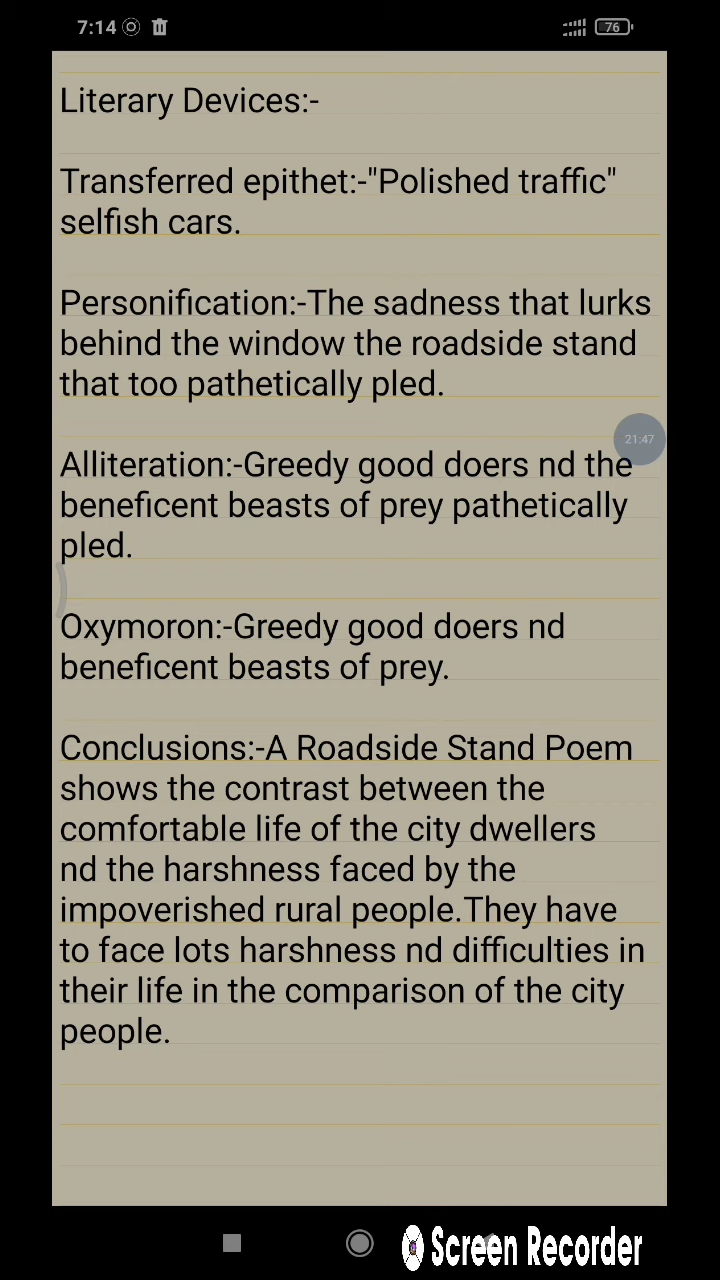 7:14
76
Literary Devices:-
Transferred epithet:-"Polished traffic"
selfish cars.
Personification:-The sadness that lurks
behind the window the roadside stand
that too pathetically pled.
21:47
Alliteration:-Greedy good doers nd the
beneficent beasts of prey pathetically
pled.
Oxymoron:-Greedy good doers nd
beneficent beasts of prey.
Conclusions:-A Roadside Stand Poem
shows the contrast between the
comfortable life of the city dwellers
nd the harshness faced by the
impoverished rural people.They have
to face lots harshness nd difficulties in
their life in the comparison of the city
people.
Screen Recorder